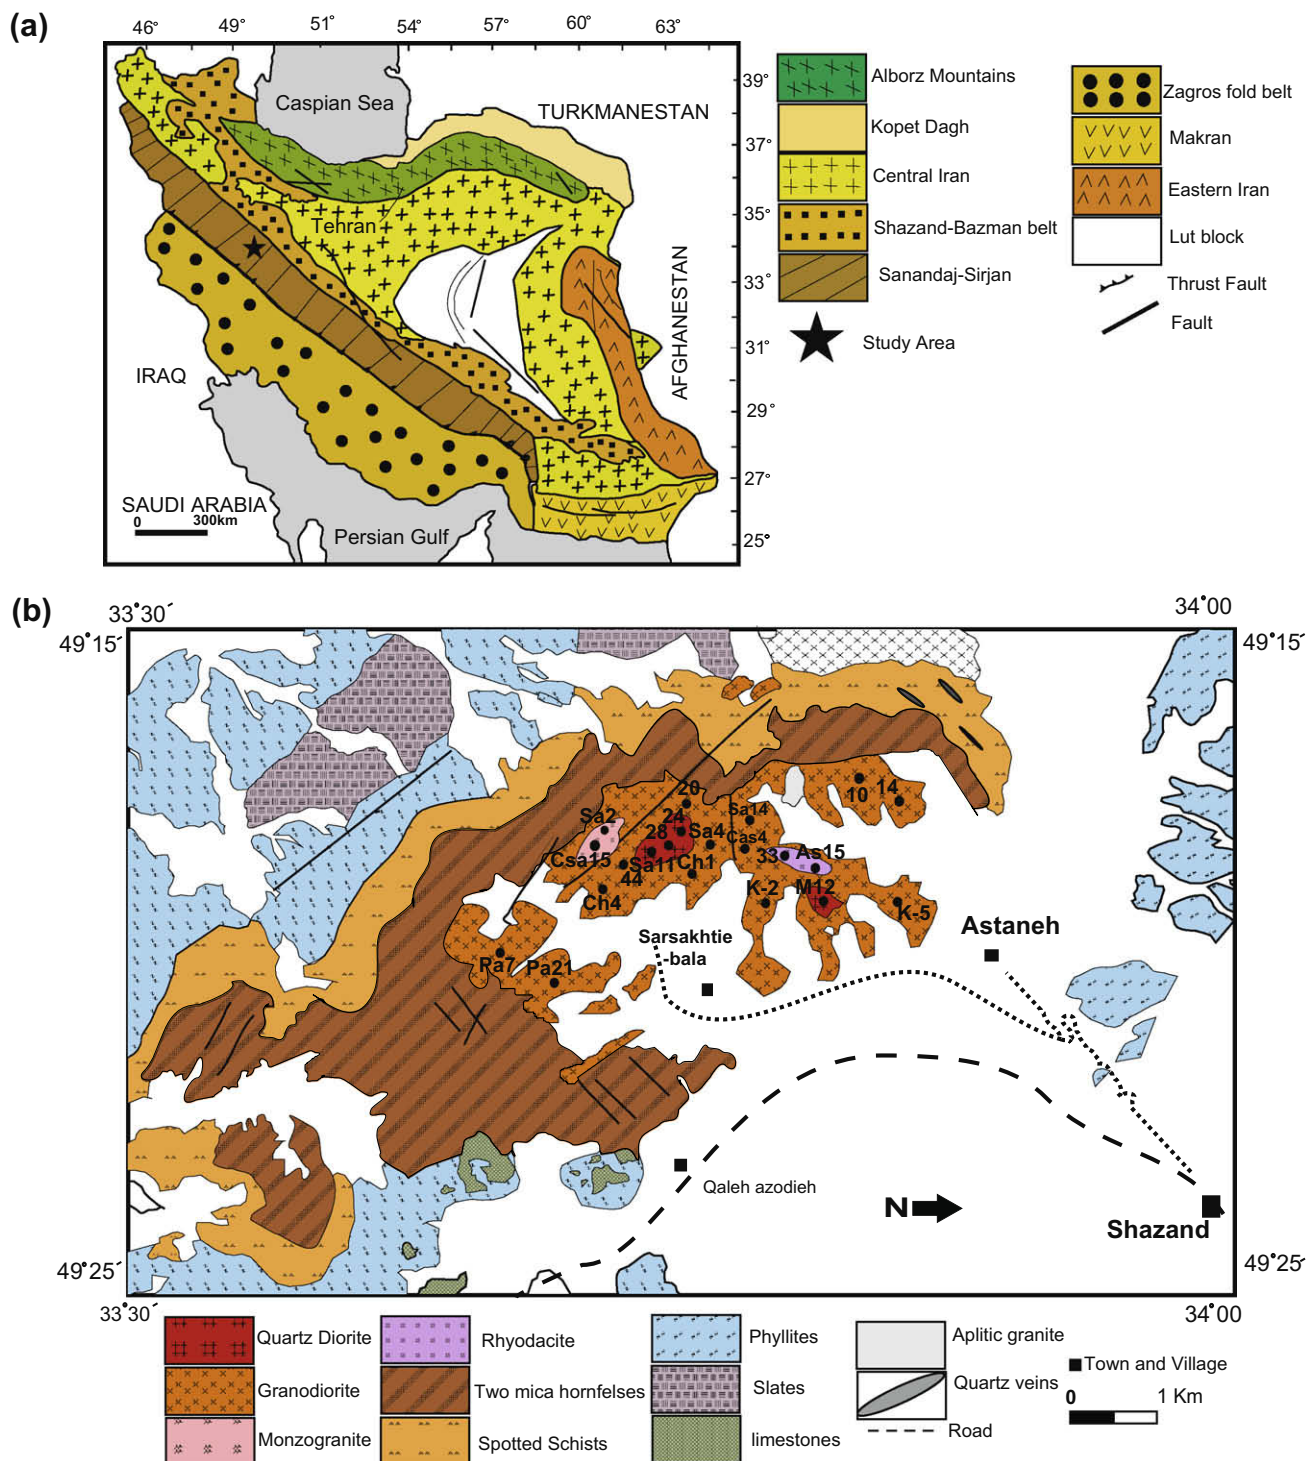 (a)
46° 49° 51° 54° 57° 60° 63°
39°
37°
35°
33°
31°
29°
27°
25°
Caspian Sea
TURKMANESTAN
Tehran
AFGHANESTAN
IRAQ
SAUDI ARABIA
0 300km
Persian Gulf
Alborz Mountains
Kopet Dagh
Central Iran
Shazand-Bazman belt
Sanandaj-Sirjan
Study Area
Zagros fold belt
Makran
Eastern Iran
Lut block
Thrust Fault
Fault
(b)
33°30´
34°00
49°15´
49°15´
20
10 14
Sa2
24
Sa14
28
Sa4
Cas4
Csa15
Sa11
Ch1
33
As15
44
Ch4
K-2
M12
K-5
Pa7
Pa21
Sarsakhtie
-bala
Astaneh
Qaleh azodieh
N
Shazand
49°25´
49°25´
33°30´
34°00
Quartz Diorite
Granodiorite
Monzogranite
Rhyodacite
Two mica hornfelses
Spotted Schists
Phyllites
Slates
limestones
Aplitic granite
Quartz veins
Road
Town and Village
0 1 Km